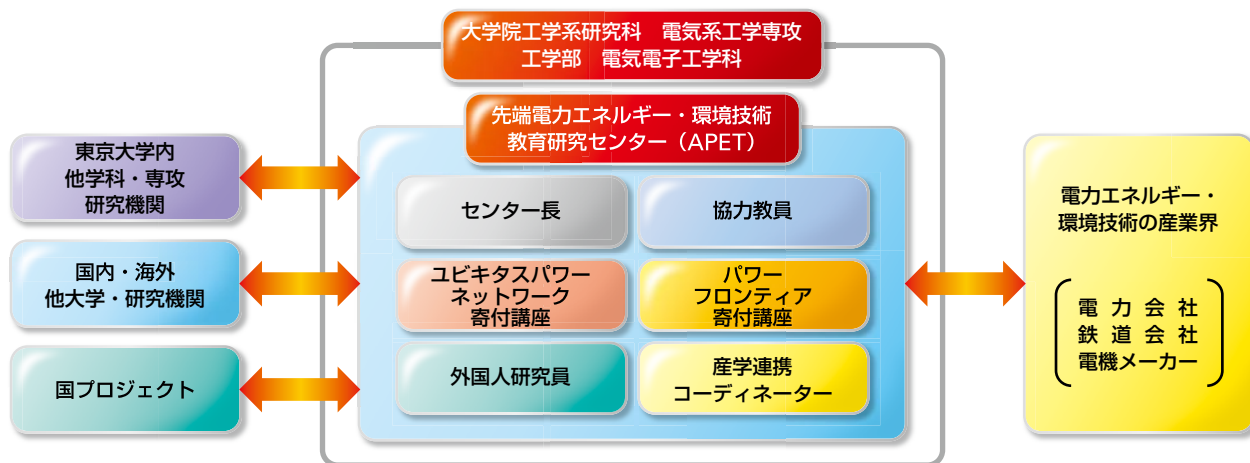 大学院工学系研究科　電気系工学専攻
工学部　電気電子工学科
先端電力エネルギー・環境技術
教育研究センター（APET）
東京大学内
他学科・専攻
研究機関
国内・海外
他大学・研究機関
国プロジェクト
センター長
協力教員
ユビキタスパワー
ネットワーク
寄付講座
パワー
フロンティア
寄付講座
外国人研究員
産学連携
コーディネーター
電力エネルギー・
環境技術の産業界
電力会社
鉄道会社
電機メーカー